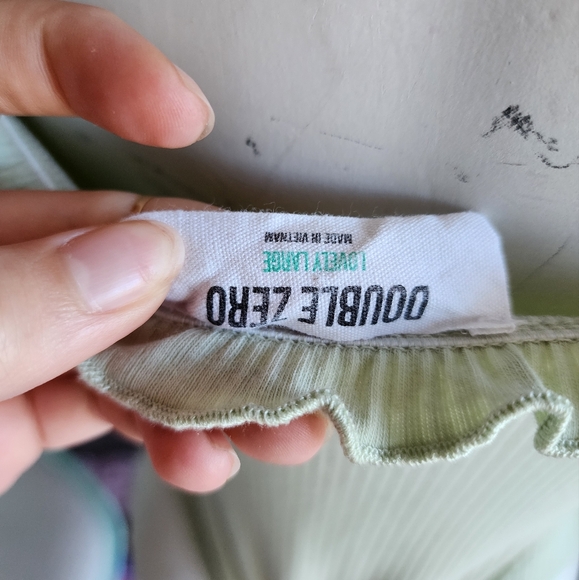 DOUBLE ZERO
LOVELY LARGE
MADE IN VIETNAM